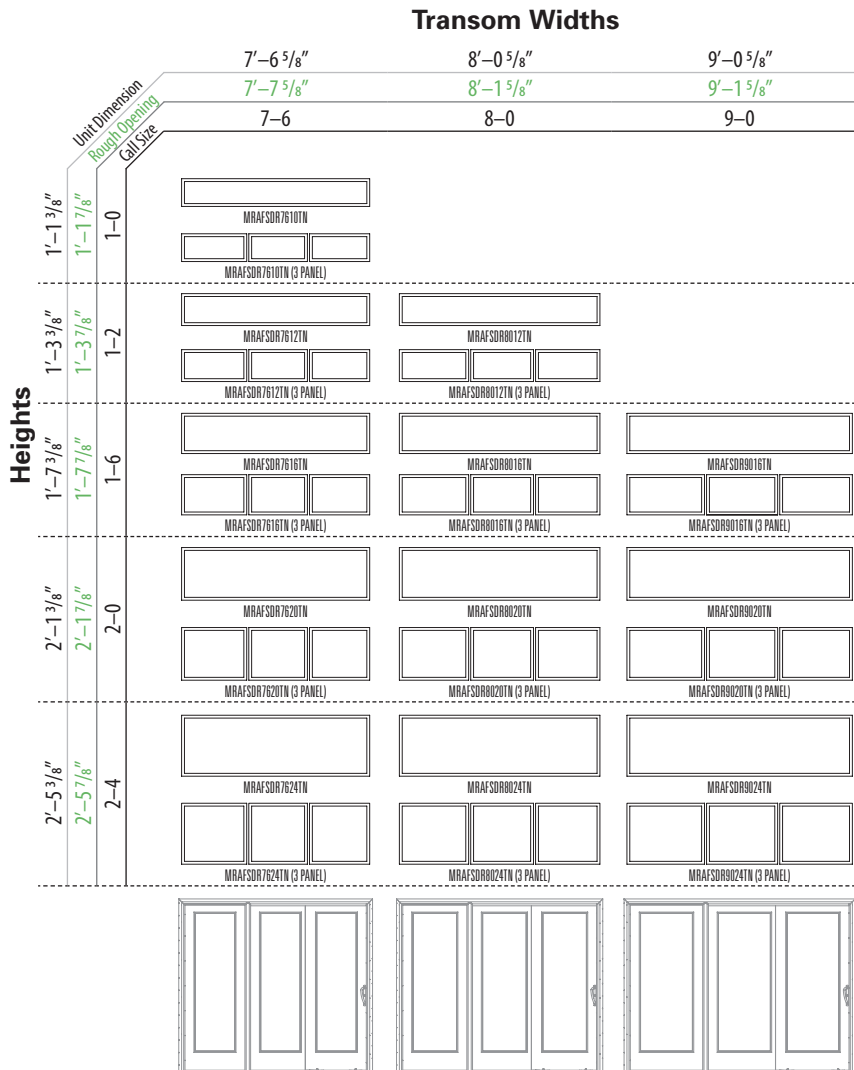 Transom Widths
7′–6 5/8″ 8′–0 5/8″ 9′–0 5/8″
7′–7 5/8″ 8′–1 5/8″ 9′–1 5/8″
7–6 8–0 9–0
Unit Dimension
Rough Opening
Call Size
Heights
1′–1 3/8″
1′–1 7/8″
1–0
MRAFSDR7610TN
MRAFSDR7610TN (3 PANEL)
1′–3 3/8″
1′–3 7/8″
1–2
MRAFSDR7612TN MRAFSDR8012TN
MRAFSDR7612TN (3 PANEL) MRAFSDR8012TN (3 PANEL)
1′–7 3/8″
1′–7 7/8″
1–6
MRAFSDR7616TN MRAFSDR8016TN MRAFSDR9016TN
MRAFSDR7616TN (3 PANEL) MRAFSDR8016TN (3 PANEL) MRAFSDR9016TN (3 PANEL)
2′–1 3/8″
2′–1 7/8″
2–0
MRAFSDR7620TN MRAFSDR8020TN MRAFSDR9020TN
MRAFSDR7620TN (3 PANEL) MRAFSDR8020TN (3 PANEL) MRAFSDR9020TN (3 PANEL)
2′–5 3/8″
2′–5 7/8″
2–4
MRAFSDR7624TN MRAFSDR8024TN MRAFSDR9024TN
MRAFSDR7624TN (3 PANEL) MRAFSDR8024TN (3 PANEL) MRAFSDR9024TN (3 PANEL)